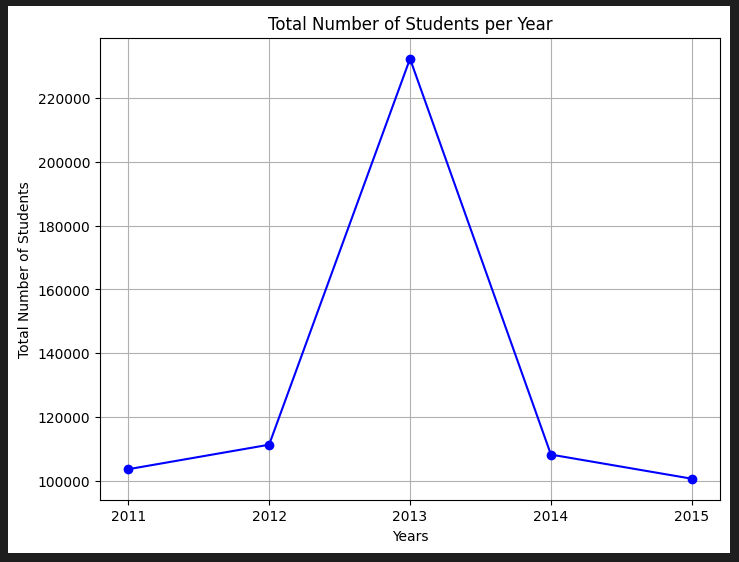 Total Number of Students per Year
220000
200000
180000
160000
140000
120000
100000
Total Number of Students
2011 2012 2013 2014 2015
Years